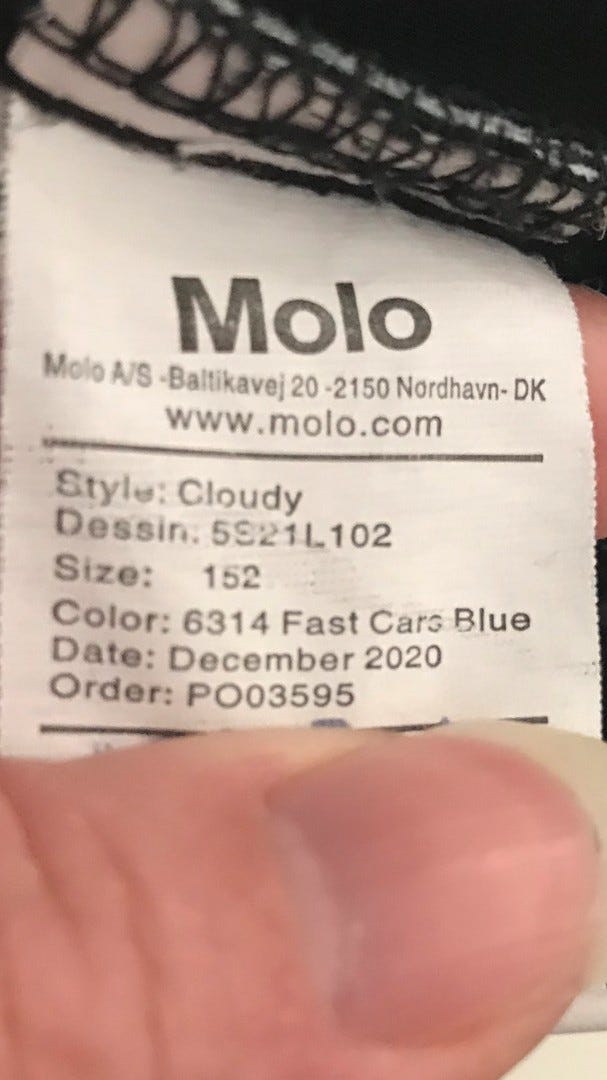 Molo
Molo A/S -Baltikavej 20 -2150 Nørdhavn- DK
www.molo.com
Style: Cloudy
Dessin: 5S21L102
Size: 152
Color: 6314 Fast Cars Blue
Date: December 2020
Order: PO03595